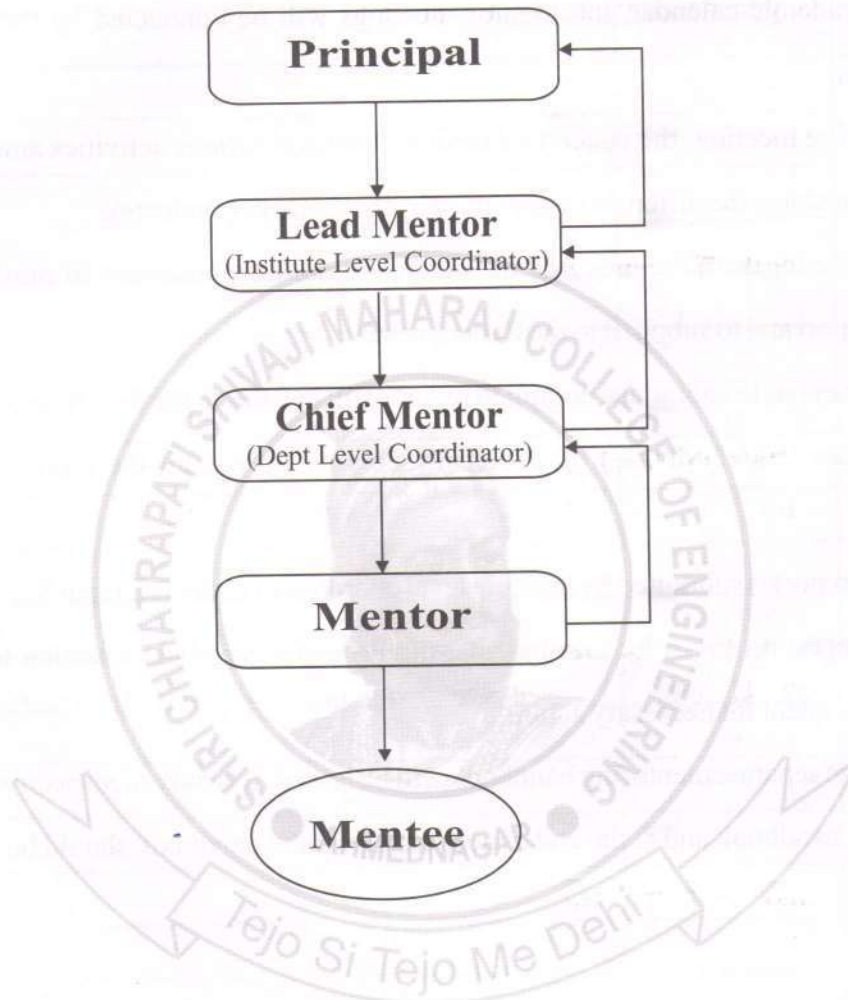 Principal
Lead Mentor
(Institute Level Coordinator)
Chief Mentor
(Dept Level Coordinator)
Mentor
Mentee
SHRI CHHATRAPATI SHIVAJI MAHARAJ COLLEGE OF ENGINEERING
AHMEDNAGAR
Tejo Si Tejo Me Dehi